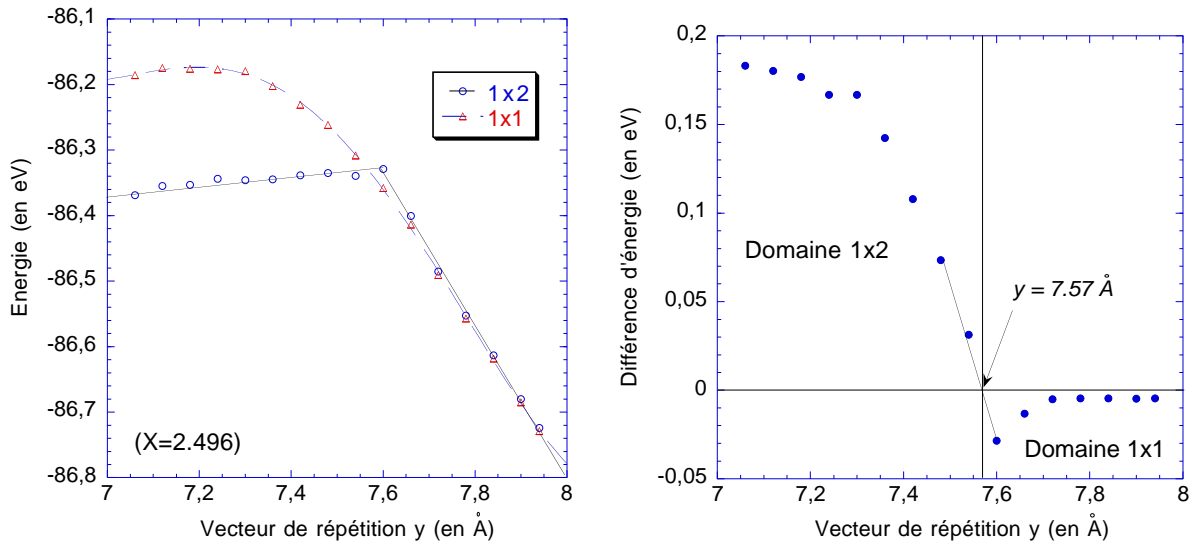 -86,1
-86,2
-86,3
-86,4
-86,5
-86,6
-86,7
-86,8
Energie (en eV)
1x2
1x1
(X=2.496)
7
7,2
7,4
7,6
7,8
8
Vecteur de répétition y (en Å)
0,2
0,15
0,1
0,05
0
-0,05
Différence d'énergie (en eV)
Domaine 1x2
y = 7.57 Å
Domaine 1x1
7
7,2
7,4
7,6
7,8
8
Vecteur de répétition y (en Å)